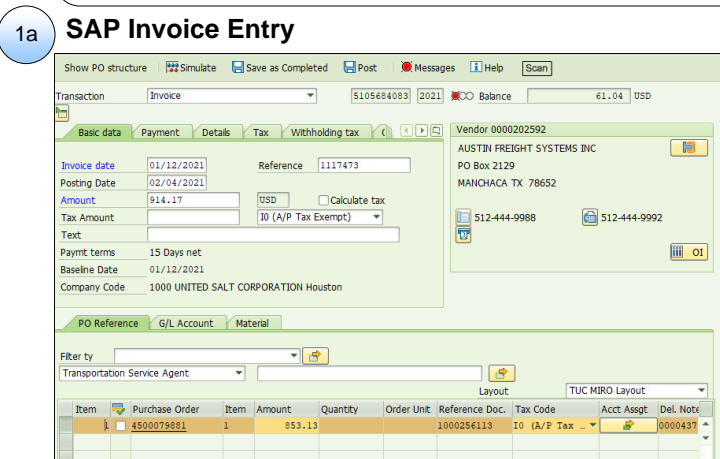 1a SAP Invoice Entry
Show PO structure Simulate Save as Completed Post Messages Help Scan
Transaction Invoice 5105684083 2021 Balance 61.04 USD
Basic data Payment Details Tax Withholding tax
Vendor 0000202592
AUSTIN FREIGHT SYSTEMS INC
Invoice date 01/12/2021 Reference 1117473
PO Box 2129
Posting Date 02/04/2021
MANCHACA TX 78652
Amount 914.17 USD Calculate tax
Tax Amount I0 (A/P Tax Exempt)
512-444-9988 512-444-9992
Text
Paymt terms 15 Days net
OI
Baseline Date 01/12/2021
Company Code 1000 UNITED SALT CORPORATION Houston
PO Reference G/L Account Material
Filter ty
Transportation Service Agent
Layout TUC MIRO Layout
Item Purchase Order Item Amount Quantity Order Unit Reference Doc. Tax Code Acct Assgt Del. Note
1 4500079881 1 853.13 1000256113 I0 (A/P Tax .. 0000437